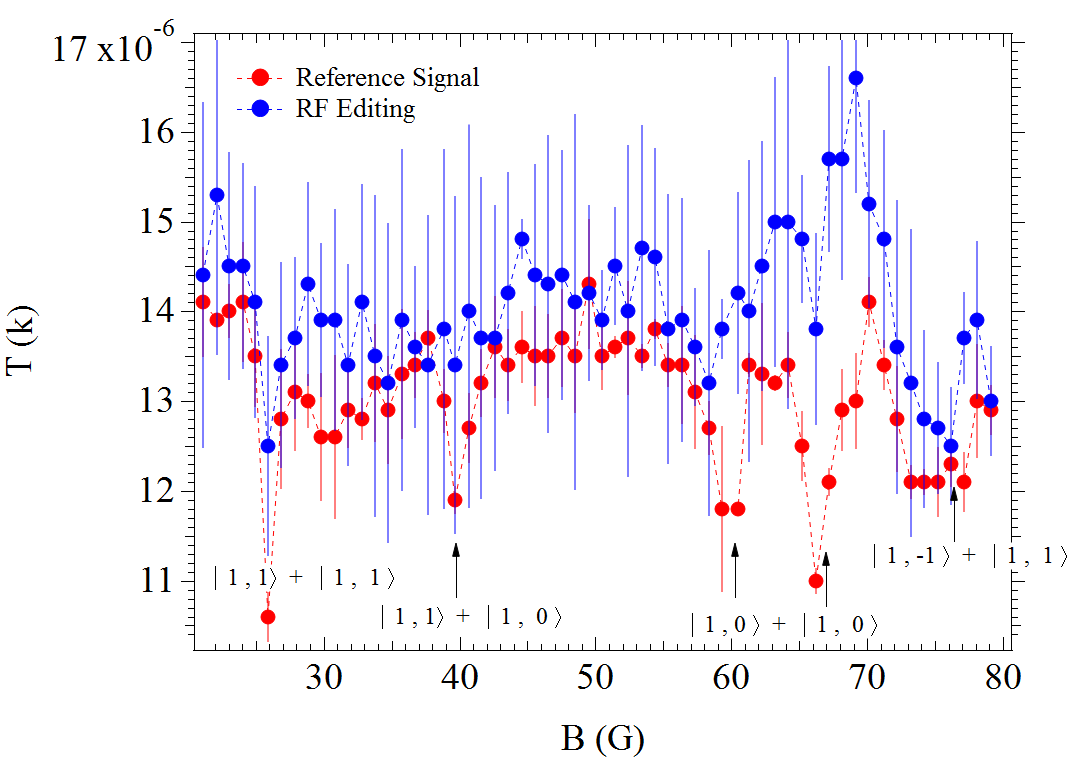 17 x10-6
Reference Signal
RF Editing
16
15
14
13
12
11
T (k)
| 1 , 1⟩ + | 1 , 1 ⟩
| 1 , 1⟩ + | 1 , 0 ⟩
| 1 , 0 ⟩ + | 1 , 0 ⟩
| 1 , -1 ⟩ + | 1 , 1 ⟩
30 40 50 60 70 80
B (G)